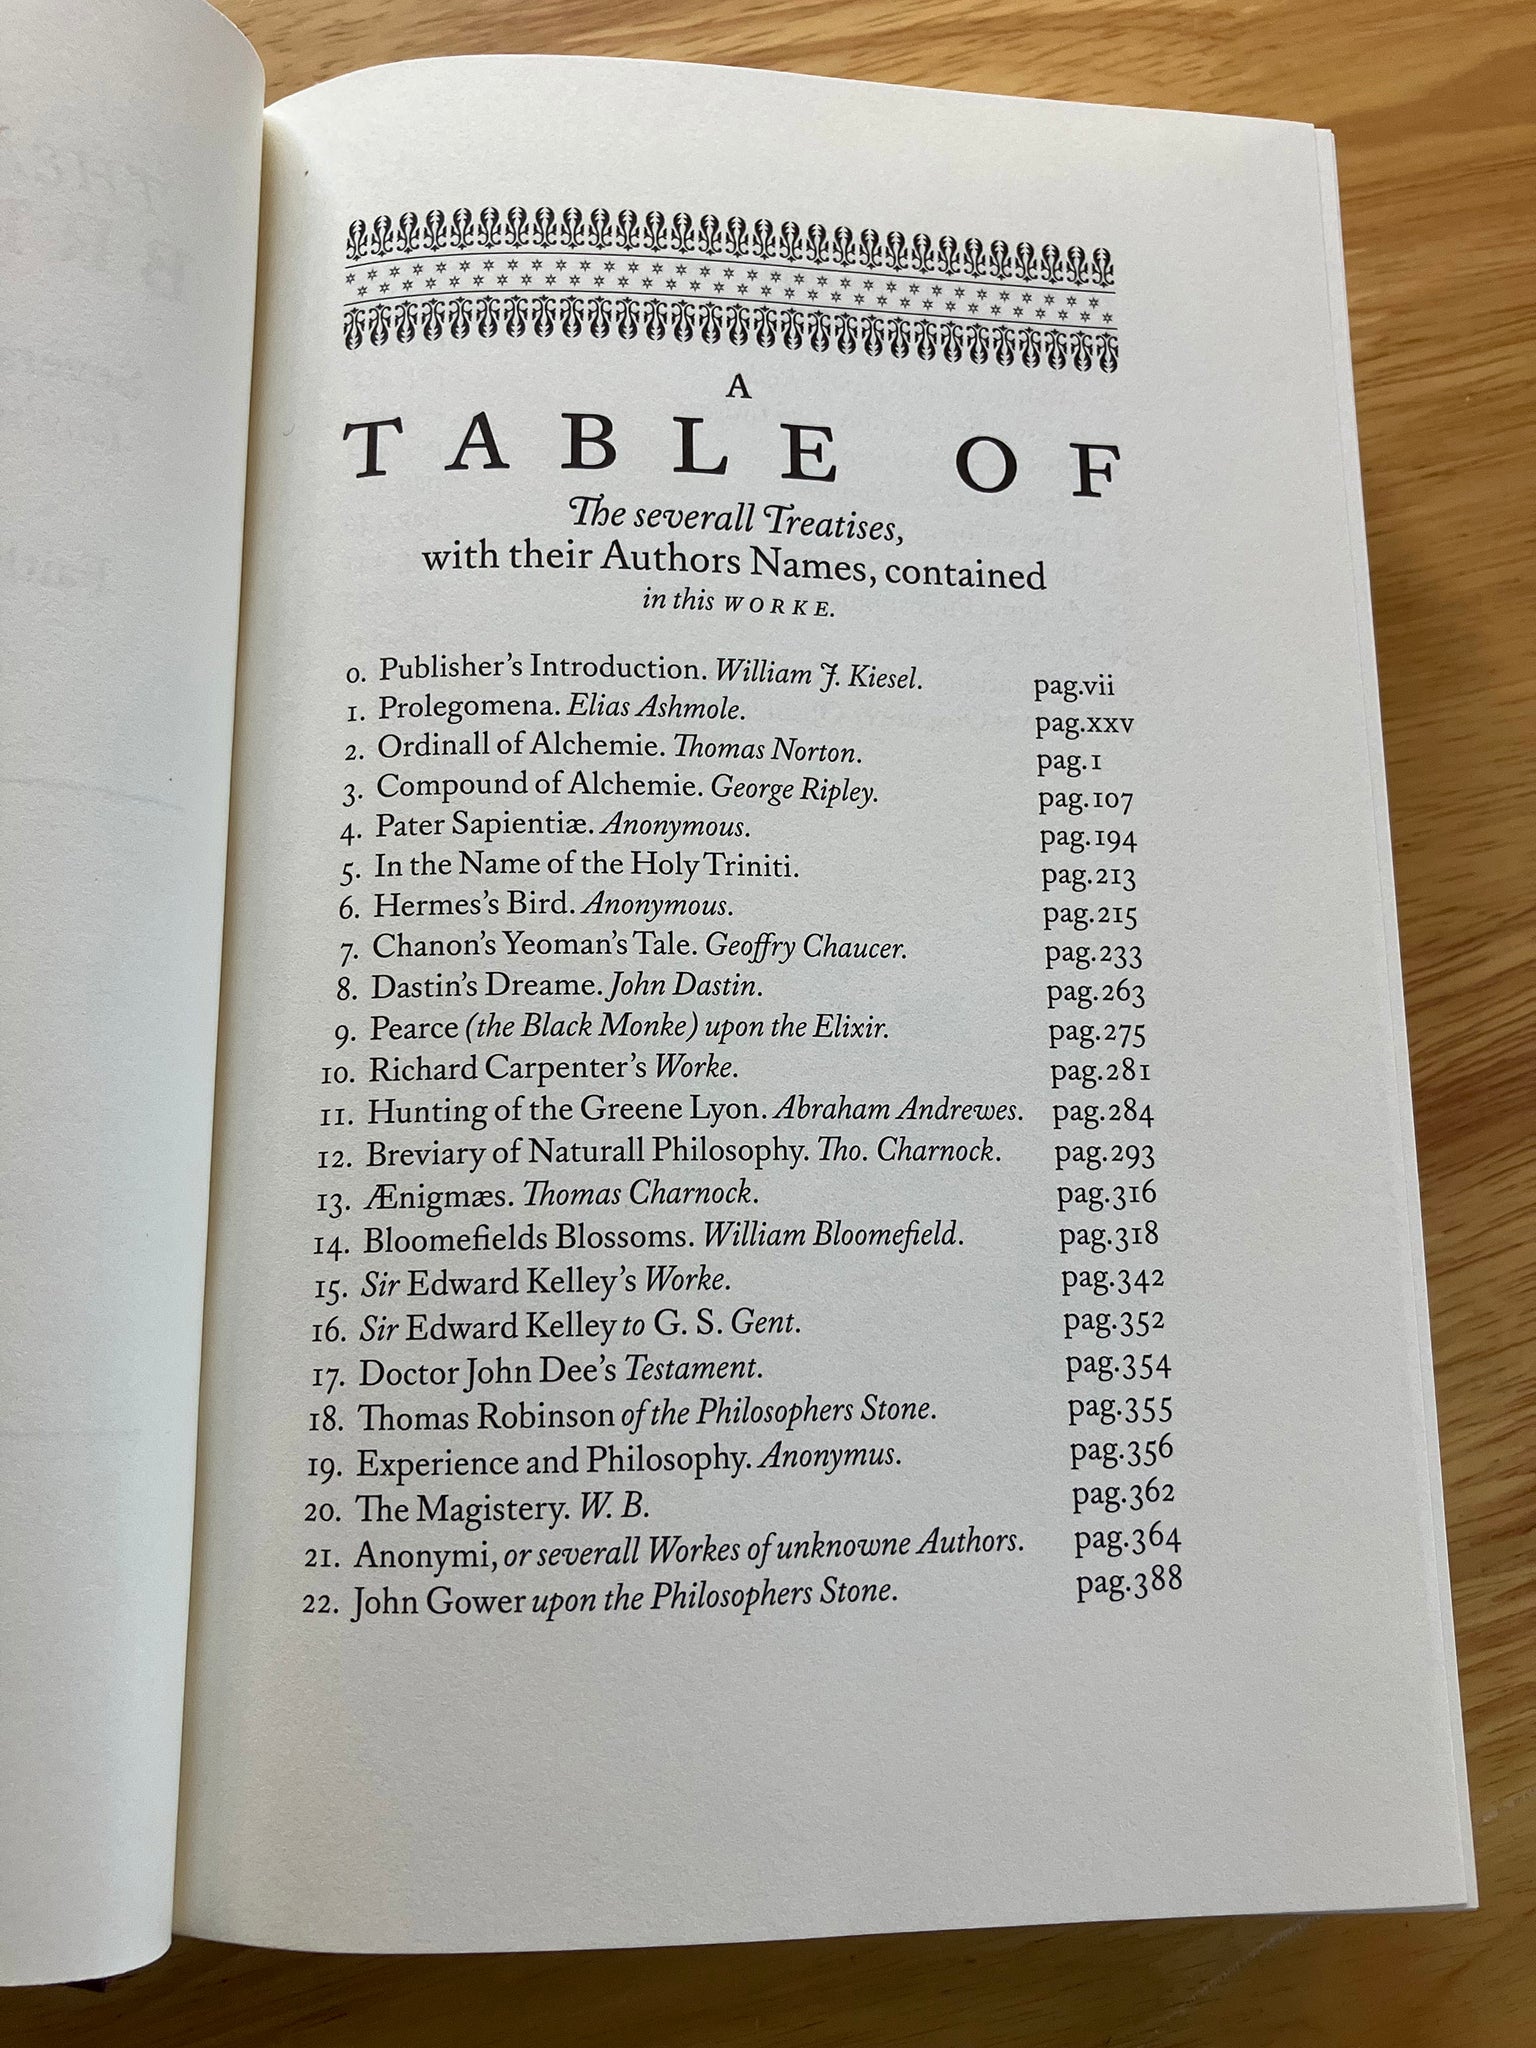 A
TABLE OF
The severall Treatises,
with their Authors Names, contained
in this WORKE.
0. Publisher's Introduction. William J. Kiesel. pag.vii
1. Prolegomena. Elias Ashmole. pag.xxv
2. Ordinall of Alchemie. Thomas Norton. pag.1
3. Compound of Alchemie. George Ripley. pag.107
4. Pater Sapientiæ. Anonymous. pag.194
5. In the Name of the Holy Triniti. pag.213
6. Hermes's Bird. Anonymous. pag.215
7. Chanon's Yeoman's Tale. Geoffry Chaucer. pag.233
8. Dastin's Dreame. John Dastin. pag.263
9. Pearce (the Black Monke) upon the Elixir. pag.275
10. Richard Carpenter's Worke. pag.281
11. Hunting of the Greene Lyon. Abraham Andrewes. pag.284
12. Breviary of Naturall Philosophy. Tho. Charnock. pag.293
13. Ænigmæs. Thomas Charnock. pag.316
14. Bloomefields Blossoms. William Bloomefield. pag.318
15. Sir Edward Kelley's Worke. pag.342
16. Sir Edward Kelley to G. S. Gent. pag.352
17. Doctor John Dee's Testament. pag.354
18. Thomas Robinson of the Philosophers Stone. pag.355
19. Experience and Philosophy. Anonymus. pag.356
20. The Magistery. W. B. pag.362
21. Anonymi, or severall Workes of unknowne Authors. pag.364
22. John Gower upon the Philosophers Stone. pag.388